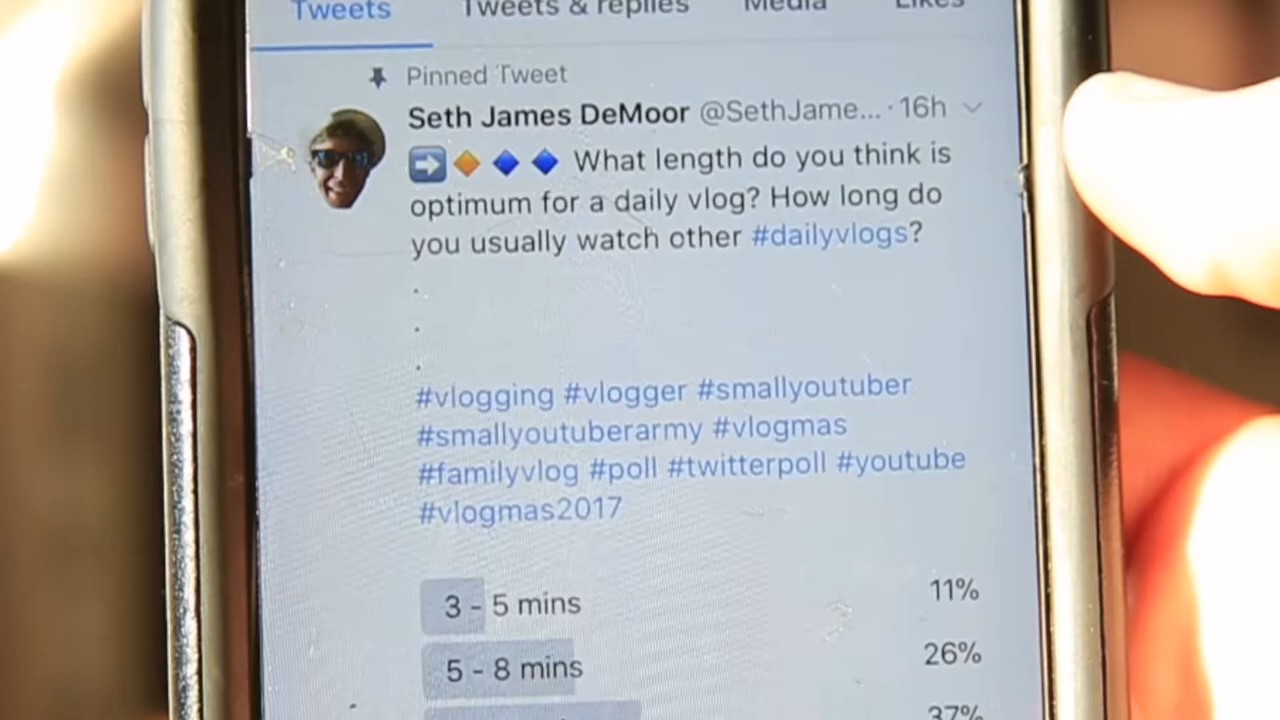 Tweets Tweets & replies Media Likes
Pinned Tweet
Seth James DeMoor @SethJame... · 16h
➡️🔶🔷🔷 What length do you think is
optimum for a daily vlog? How long do
you usually watch other #dailyvlogs?
.
.
.
#vlogging #vlogger #smallyoutuber
#smallyoutuberarmy #vlogmas
#familyvlog #poll #twitterpoll #youtube
#vlogmas2017
3 - 5 mins 11%
5 - 8 mins 26%
37%